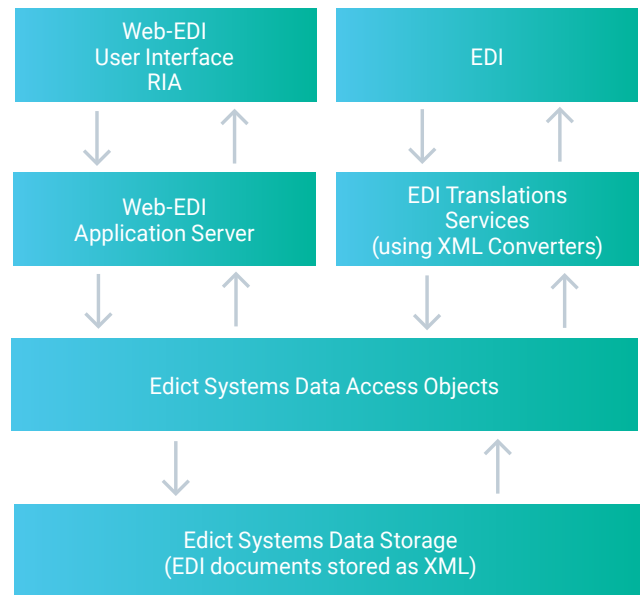 Web-EDI
User Interface
RIA
EDI
Web-EDI
Application Server
EDI Translations
Services
(using XML Converters)
Edict Systems Data Access Objects
Edict Systems Data Storage
(EDI documents stored as XML)